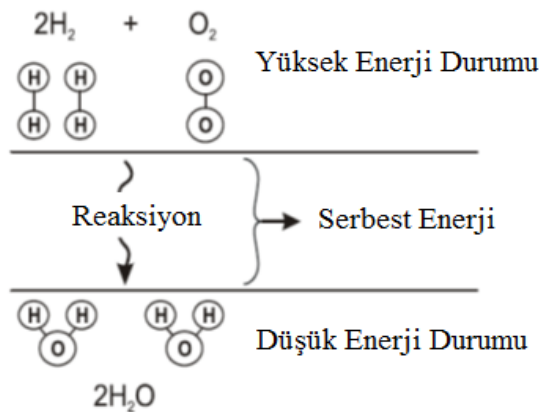 2H₂ + O₂
Yüksek Enerji Durumu
H H O
H H O
Reaksiyon
Serbest Enerji
H H H H
O O
Düşük Enerji Durumu
2H₂O